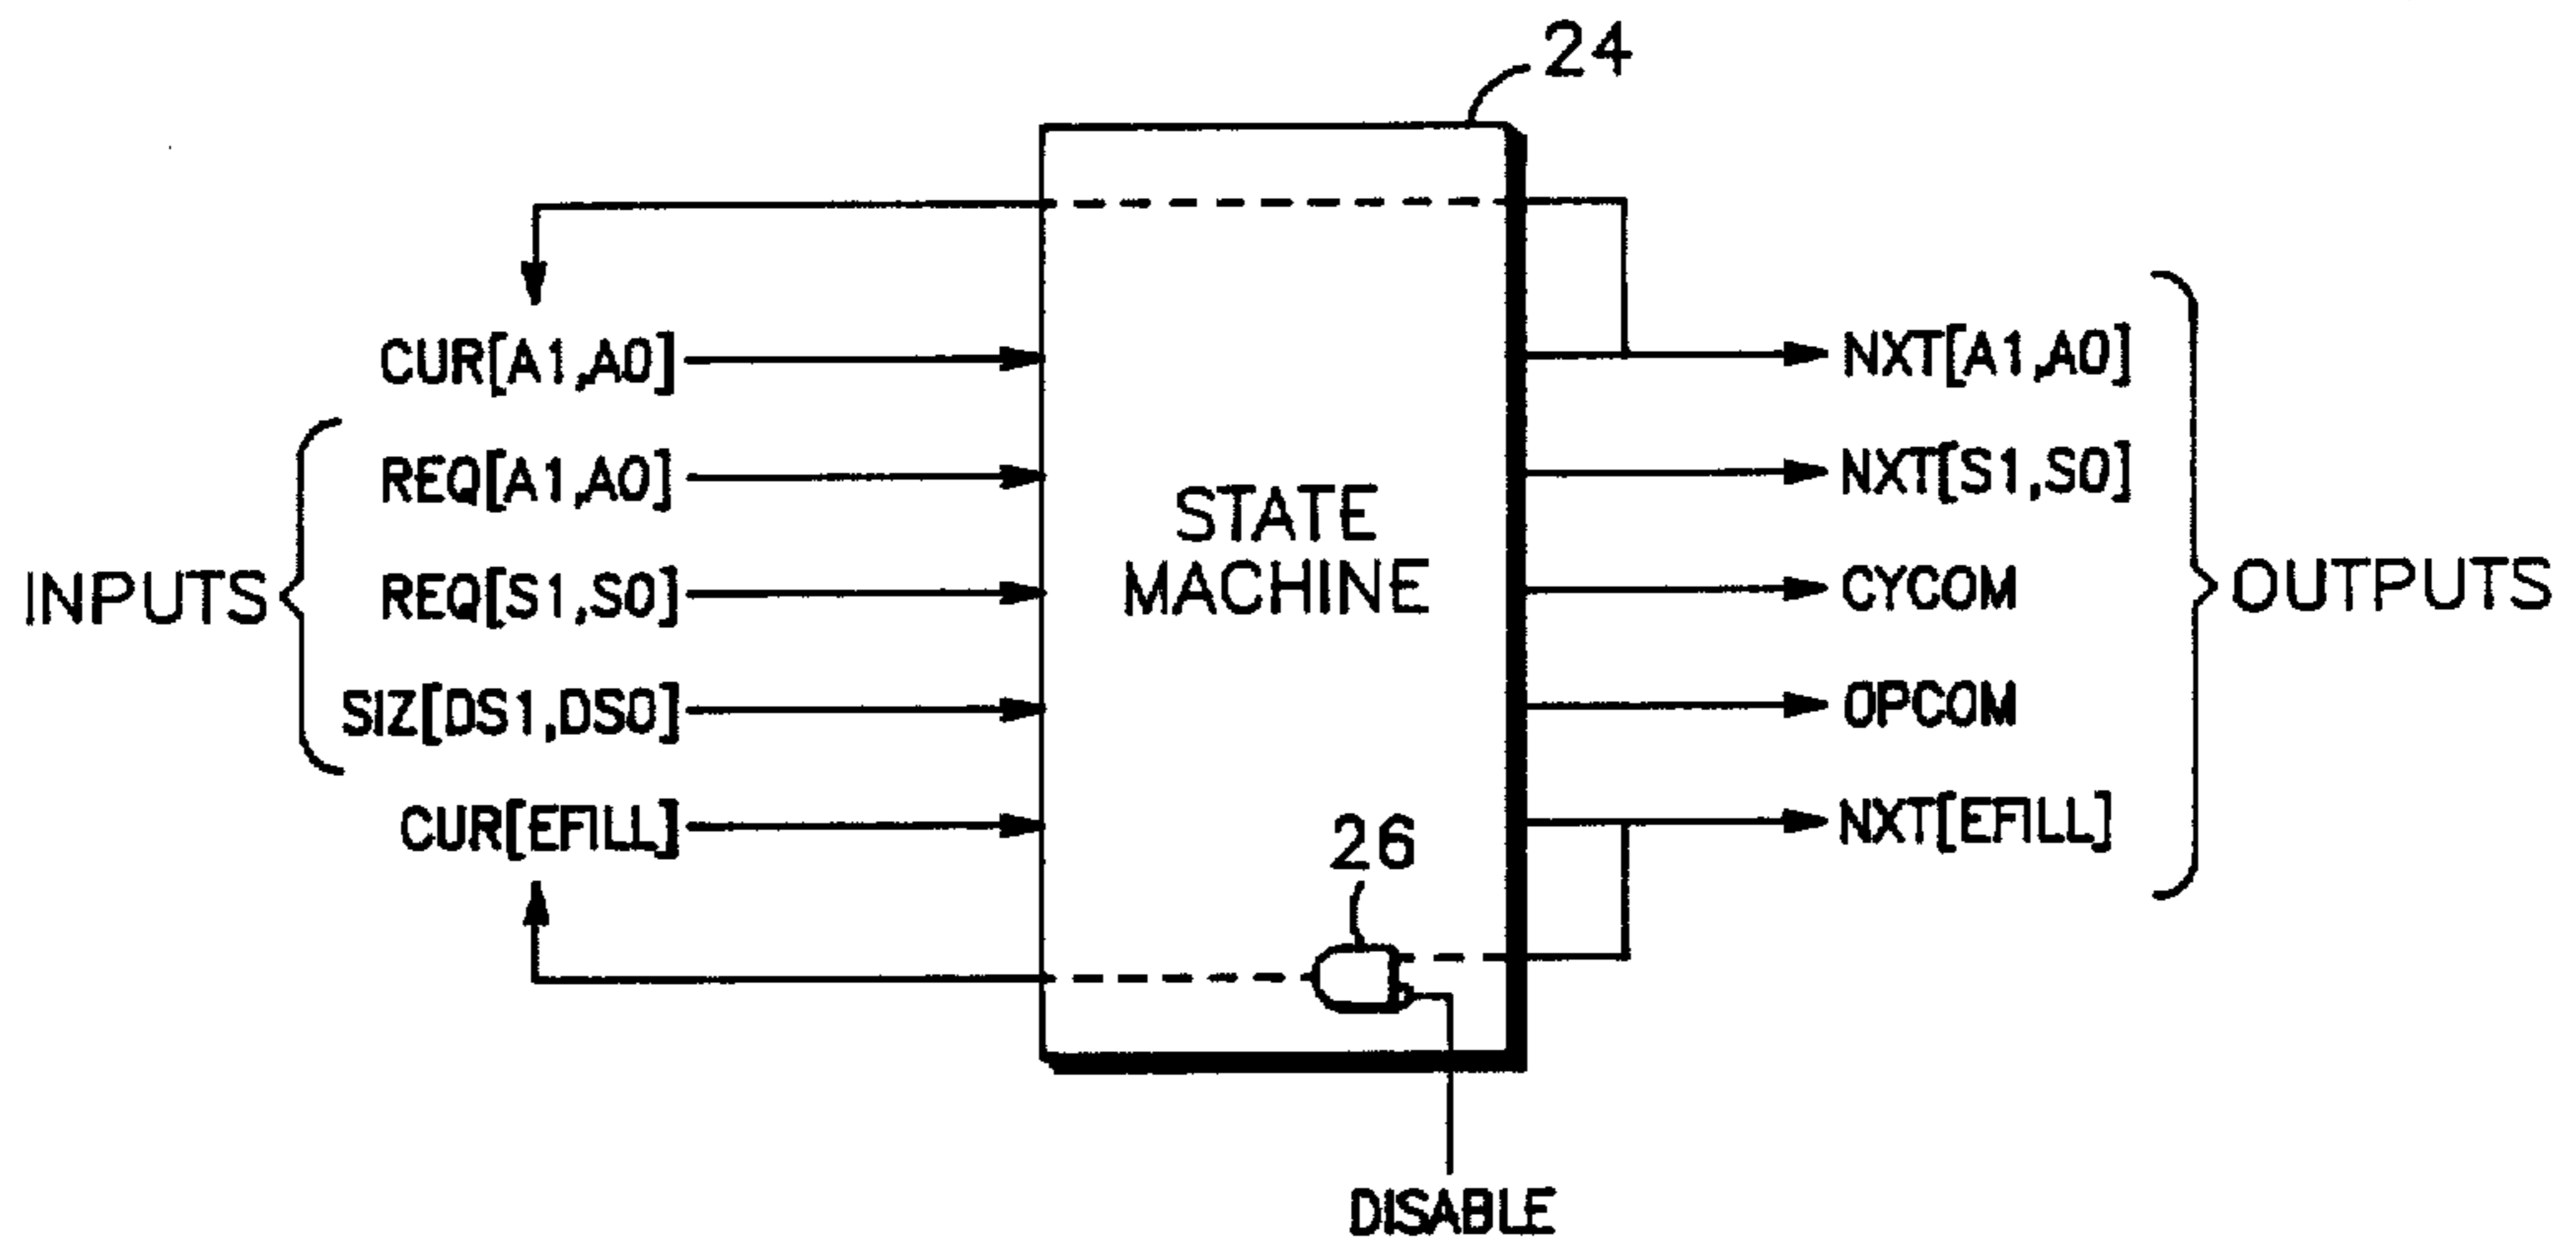 24
CUR[A1,A0]
REQ[A1,A0]
REQ[S1,S0]
SIZ[DS1,DS0]
CUR[EFILL]
INPUTS
STATE
MACHINE
26
DISABLE
NXT[A1,A0]
NXT[S1,S0]
CYCOM
OPCOM
NXT[EFILL]
OUTPUTS